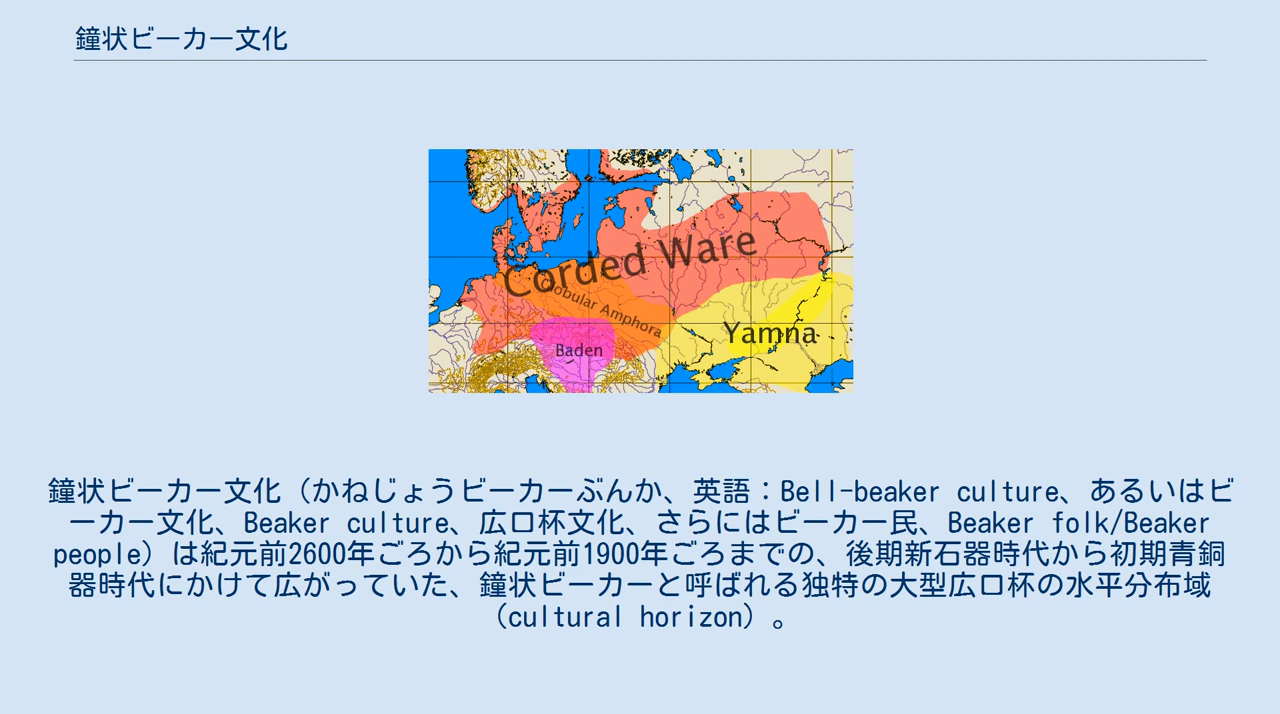 鐘状ビーカー文化
Corded Ware
Globular Amphora
Yamna
Baden
鐘状ビーカー文化（かねじょうビーカーぶんか、英語：Bell-beaker culture、あるいはビ
ーカー文化、Beaker culture、広口杯文化、さらにはビーカー民、Beaker folk/Beaker
people）は紀元前2600年ごろから紀元前1900年ごろまでの、後期新石器時代から初期青銅
器時代にかけて広がっていた、鐘状ビーカーと呼ばれる独特の大型広口杯の水平分布域
（cultural horizon）。